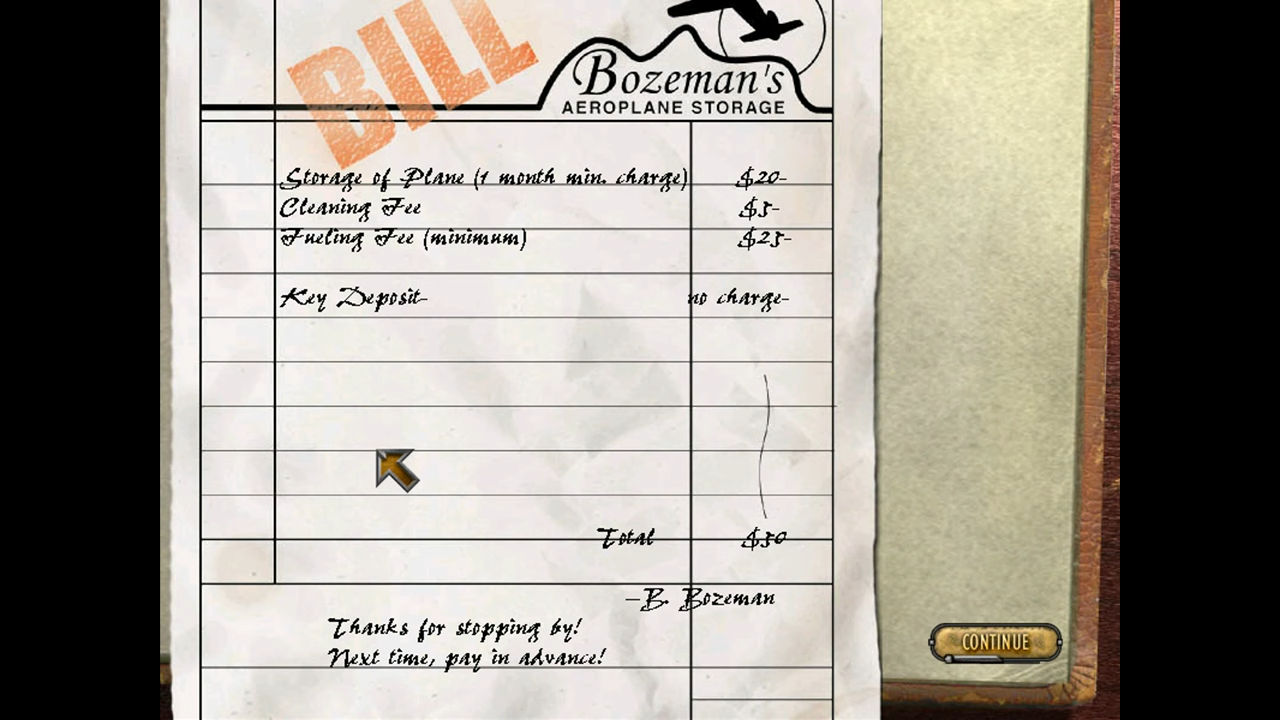 BILL
Bozeman's
AEROPLANE STORAGE
Storage of Plane (1 month min. charge) $20-
Cleaning Fee $5-
Fueling Fee (minimum) $25-
Key Deposit- no charge-
Total $50
-B. Bozeman
Thanks for stopping by!
Next time, pay in advance!
CONTINUE